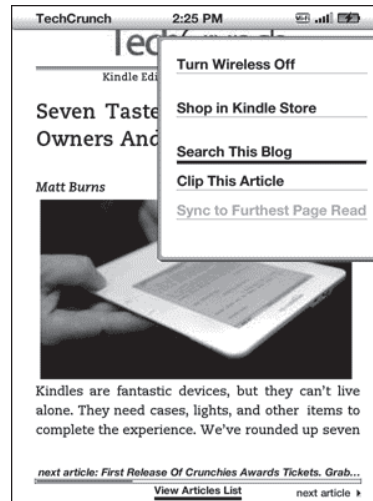 TechCrunch 2:25 PM
Kindle Edi
Turn Wireless Off
Shop in Kindle Store
Search This Blog
Clip This Article
Sync to Furthest Page Read
Seven Taste
Owners And
Matt Burns
Kindles are fantastic devices, but they can't live
alone. They need cases, lights, and other items to
complete the experience. We've rounded up seven
next article: First Release Of Crunchies Awards Tickets. Grab...
View Articles List next article